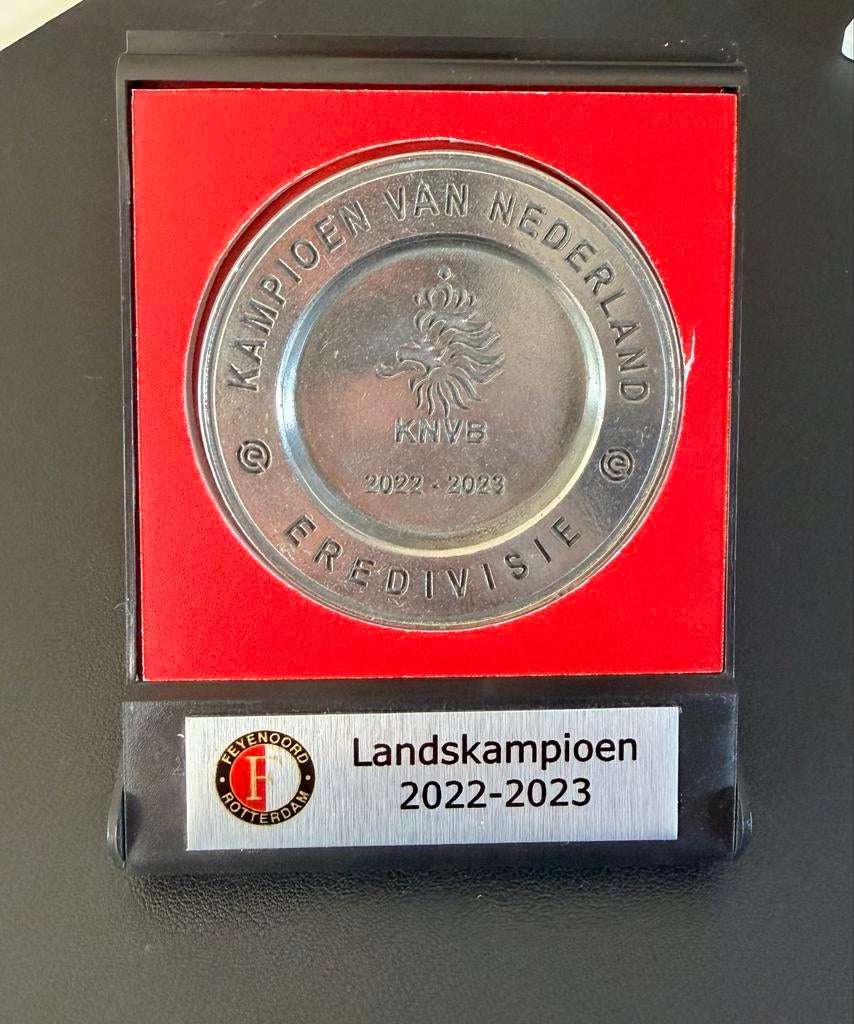 KAMPIOEN VAN NEDERLAND
KNVB
2022 - 2023
EREDIVISIE
FEYENOORD
F
ROTTERDAM
Landskampioen
2022-2023